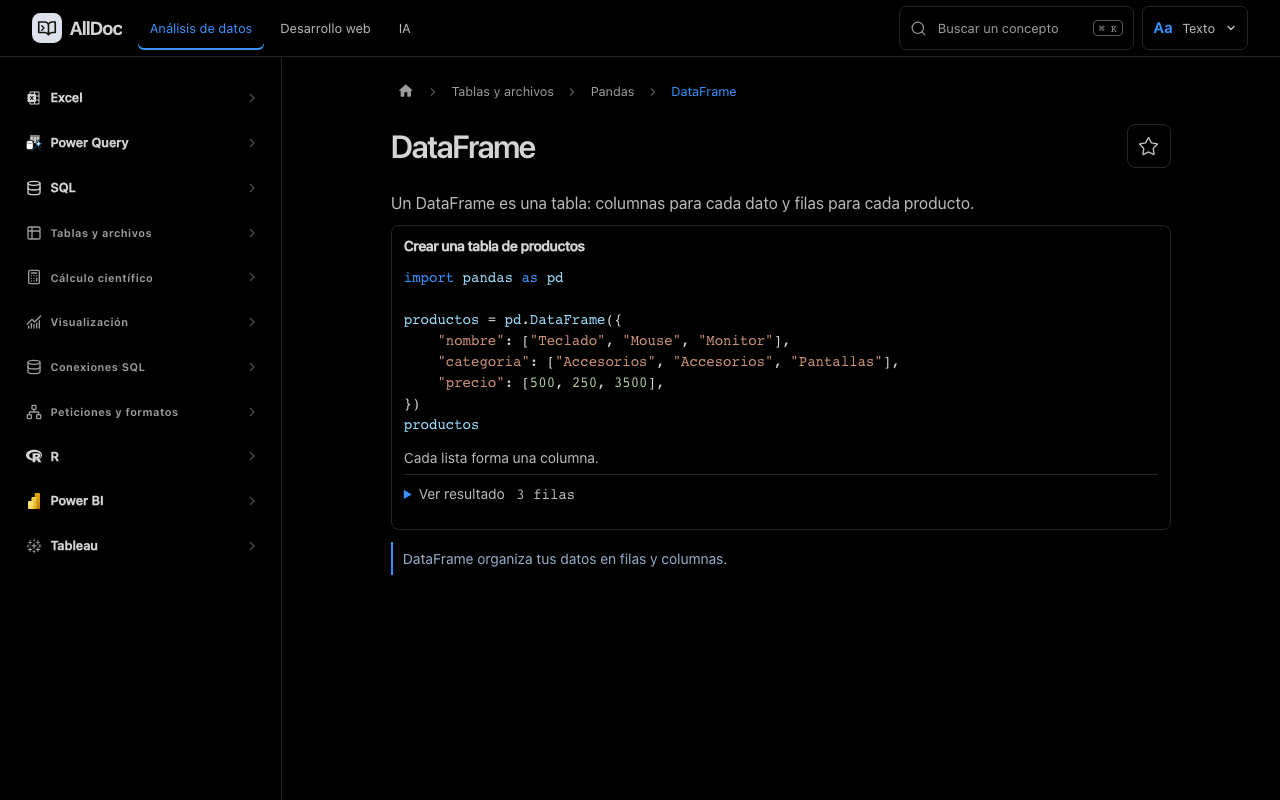 AllDoc
Análisis de datos
Desarrollo web
IA
Buscar un concepto
⌘ K
Aa Texto
Excel
Power Query
SQL
Tablas y archivos
Cálculo científico
Visualización
Conexiones SQL
Peticiones y formatos
R
Power BI
Tableau
Tablas y archivos
Pandas
DataFrame
DataFrame
Un DataFrame es una tabla: columnas para cada dato y filas para cada producto.
Crear una tabla de productos
import pandas as pd
productos = pd.DataFrame({
    "nombre": ["Teclado", "Mouse", "Monitor"],
    "categoria": ["Accesorios", "Accesorios", "Pantallas"],
    "precio": [500, 250, 3500],
})
productos
Cada lista forma una columna.
Ver resultado 3 filas
DataFrame organiza tus datos en filas y columnas.